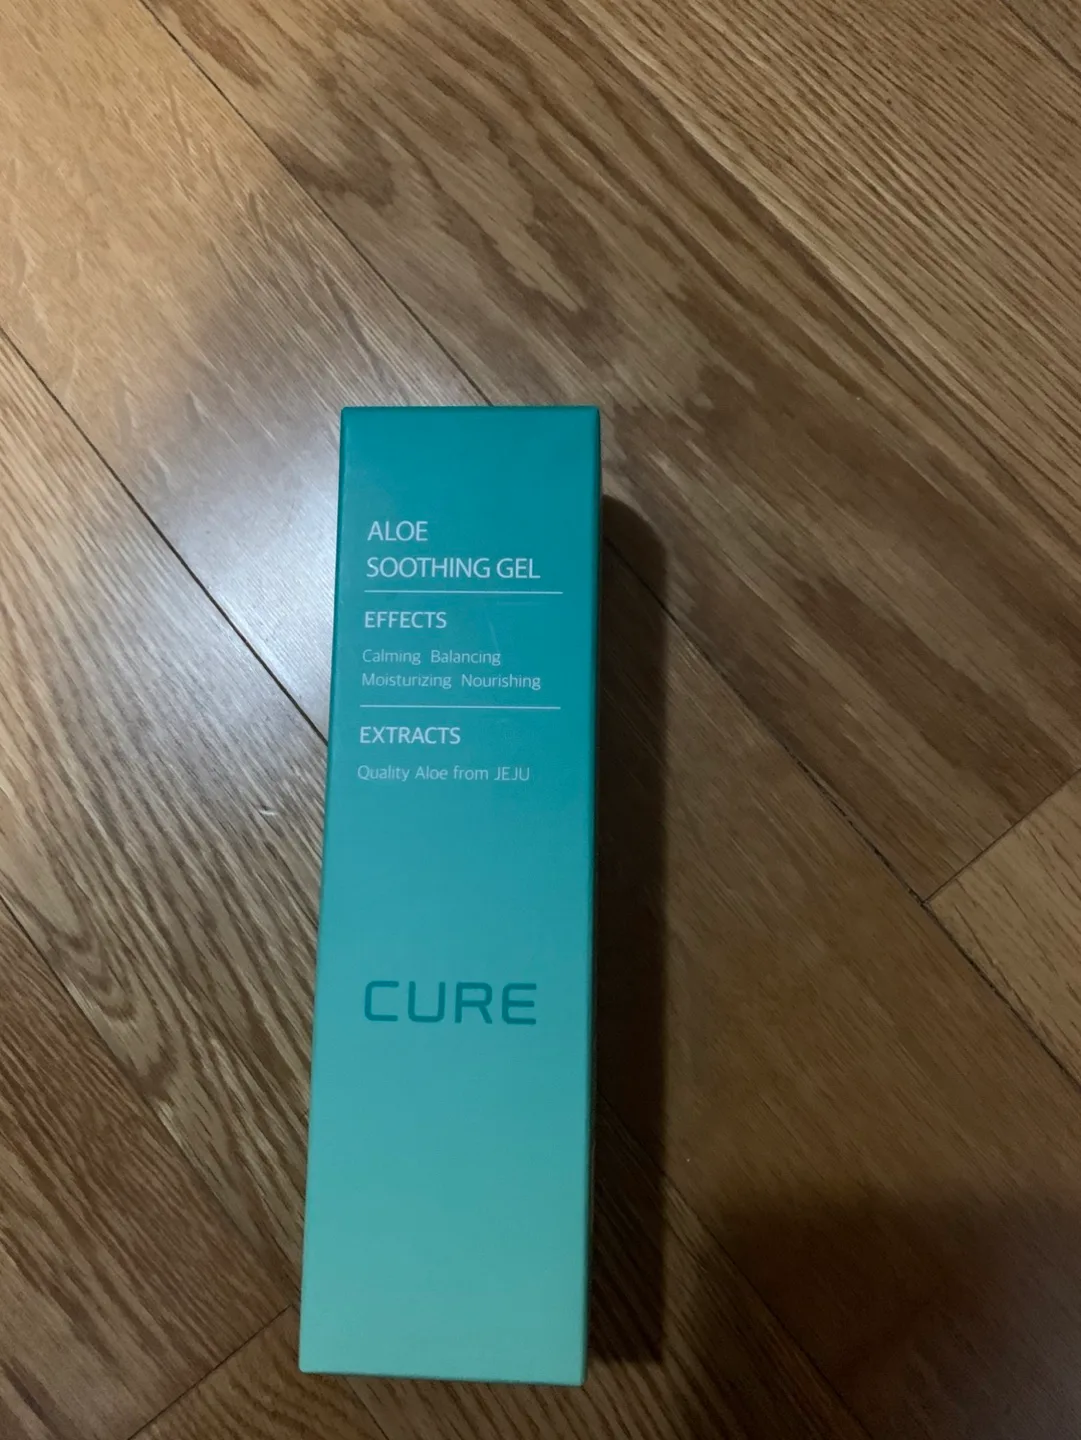 ALOE
SOOTHING GEL
EFFECTS
Calming Balancing
Moisturizing Nourishing
EXTRACTS
Quality Aloe from JEJU
CURE